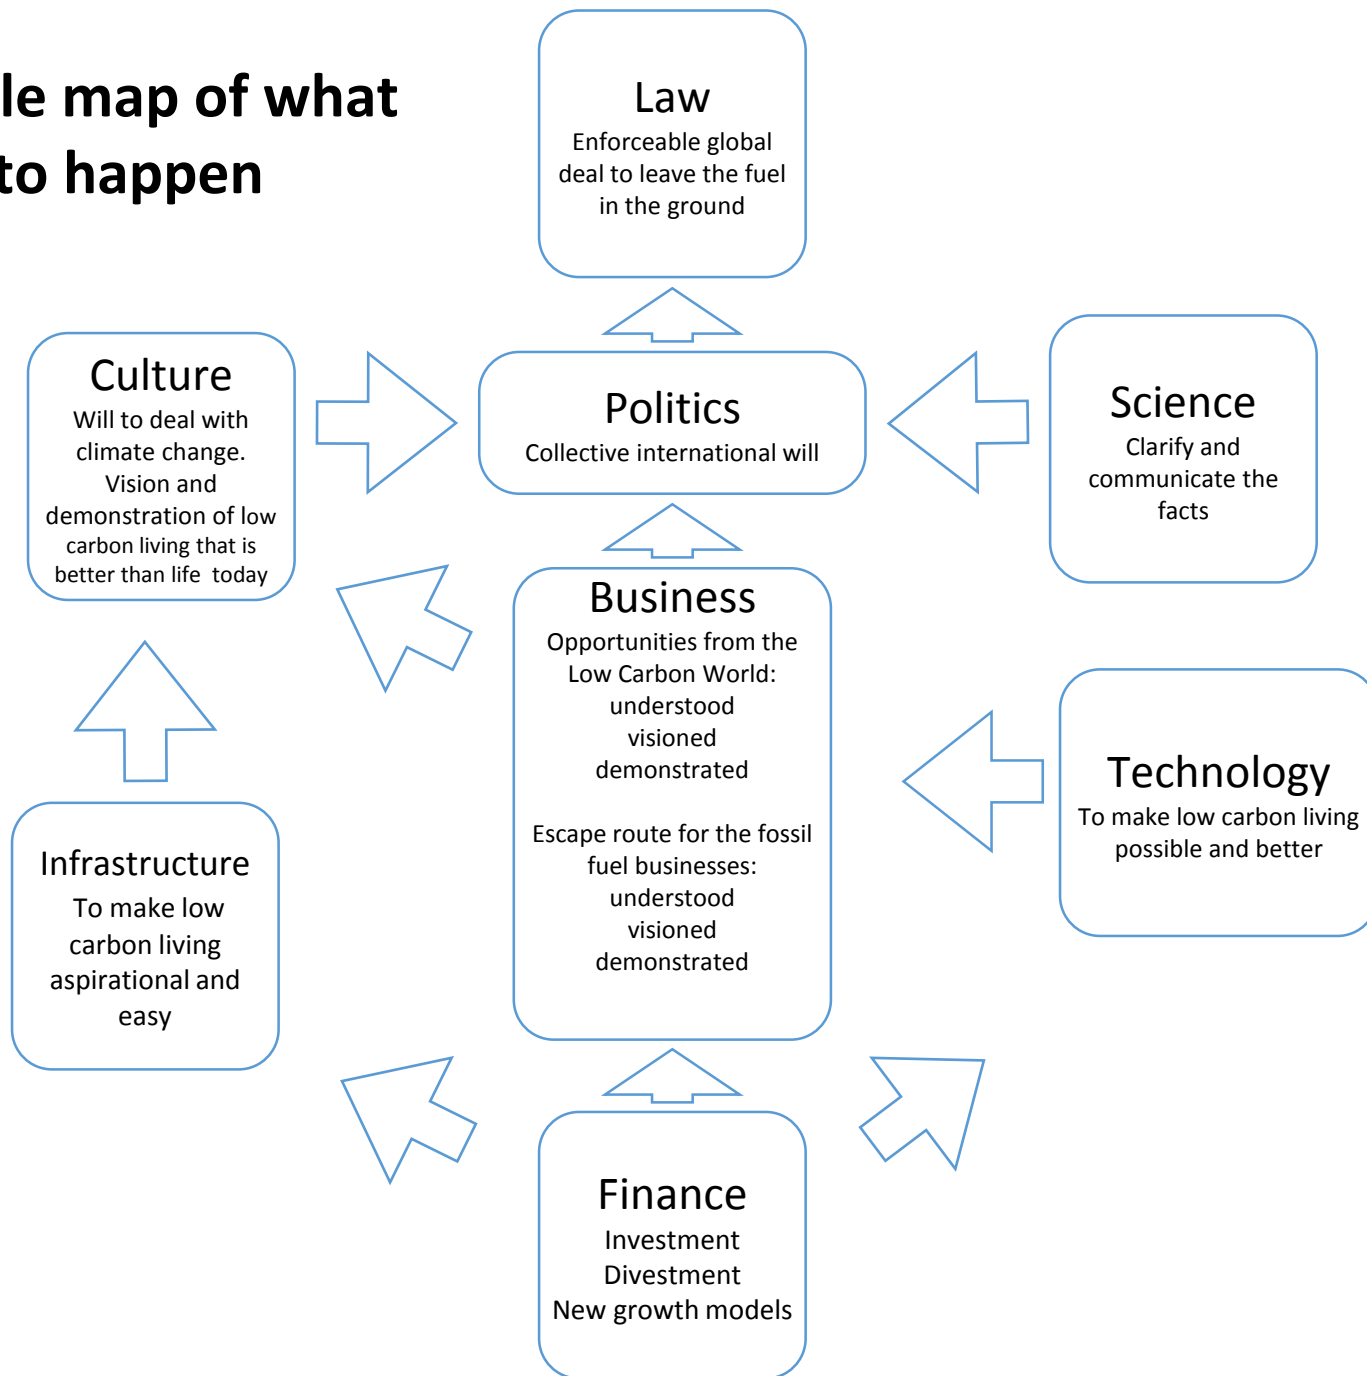 le map of what
to happen
Law
Enforceable global
deal to leave the fuel
in the ground
Culture
Will to deal with
climate change.
Vision and
demonstration of low
carbon living that is
better than life today
Politics
Collective international will
Science
Clarify and
communicate the
facts
Business
Opportunities from the
Low Carbon World:
understood
visioned
demonstrated
Escape route for the fossil
fuel businesses:
understood
visioned
demonstrated
Technology
To make low carbon living
possible and better
Infrastructure
To make low
carbon living
aspirational and
easy
Finance
Investment
Divestment
New growth models